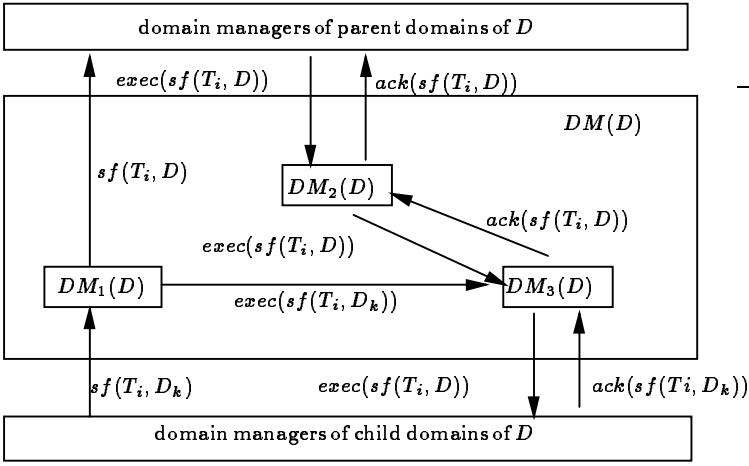 domain managers of parent domains of D
exec(sf(T_i, D))
ack(sf(T_i, D))
DM(D)
sf(T_i, D)
DM_2(D)
ack(sf(T_i, D))
exec(sf(T_i, D))
DM_1(D)
DM_3(D)
exec(sf(T_i, D_k))
sf(T_i, D_k)
exec(sf(T_i, D))
ack(sf(Ti, D_k))
domain managers of child domains of D